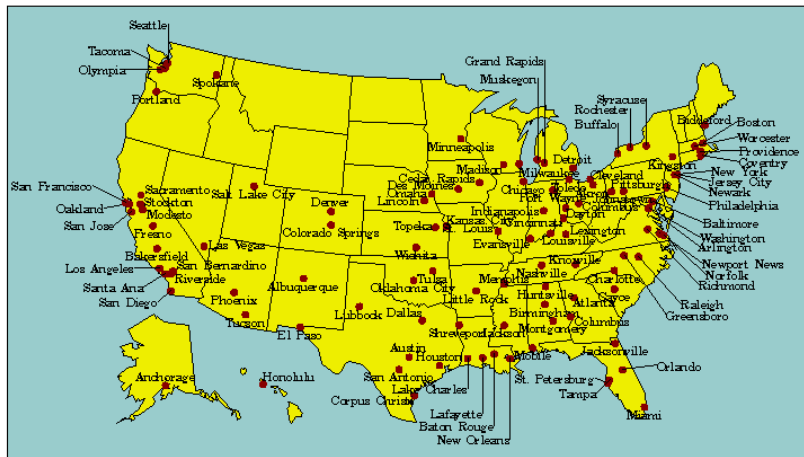 Seattle
Tacoma
Olympia
Spokane
Portland
Grand Rapids
Muskegon
Syracuse
Rochester
Buffalo
Biddeford
Boston
Worcester
Providence
Coventry
Kingston
New York
Jersey City
Newark
Philadelphia
Baltimore
Washington
Arlington
Newport News
Norfolk
Richmond
Raleigh
Greensboro
Minneapolis
Madison
Milwaukee
Detroit
Cedar Rapids
Des Moines
Omaha
Lincoln
Chicago
Toledo
Cleveland
Fort Wayne
Akron
Pittsburgh
Columbus
Dayton
Indianapolis
Cincinnati
Kansas City
Topeka
St. Louis
Evansville
Louisville
Lexington
San Francisco
Sacramento
Stockton
Oakland
Modesto
San Jose
Fresno
Salt Lake City
Denver
Colorado Springs
Las Vegas
Bakersfield
Los Angeles
San Bernardino
Riverside
Santa Ana
San Diego
Phoenix
Tucson
Albuquerque
El Paso
Wichita
Tulsa
Oklahoma City
Lubbock
Dallas
Little Rock
Memphis
Nashville
Knoxville
Charlotte
Cayce
Huntsville
Atlanta
Birmingham
Columbus
Montgomery
Shreveport
Jackson
Mobile
Jacksonville
Orlando
St. Petersburg
Tampa
Miami
Austin
Houston
San Antonio
Lake Charles
Corpus Christi
Lafayette
Baton Rouge
New Orleans
Anchorage
Honolulu